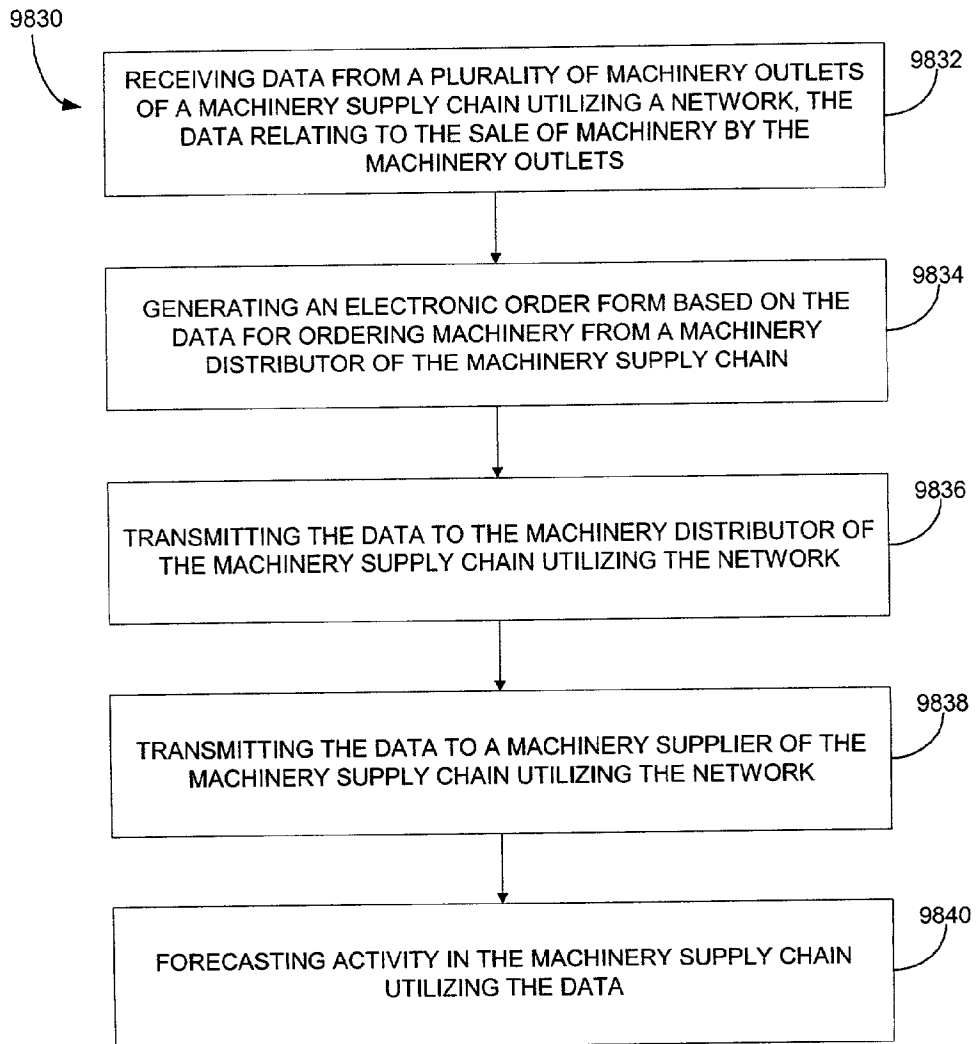 9830
RECEIVING DATA FROM A PLURALITY OF MACHINERY OUTLETS
OF A MACHINERY SUPPLY CHAIN UTILIZING A NETWORK, THE
DATA RELATING TO THE SALE OF MACHINERY BY THE
MACHINERY OUTLETS
9832
GENERATING AN ELECTRONIC ORDER FORM BASED ON THE
DATA FOR ORDERING MACHINERY FROM A MACHINERY
DISTRIBUTOR OF THE MACHINERY SUPPLY CHAIN
9834
TRANSMITTING THE DATA TO THE MACHINERY DISTRIBUTOR OF
THE MACHINERY SUPPLY CHAIN UTILIZING THE NETWORK
9836
TRANSMITTING THE DATA TO A MACHINERY SUPPLIER OF THE
MACHINERY SUPPLY CHAIN UTILIZING THE NETWORK
9838
FORECASTING ACTIVITY IN THE MACHINERY SUPPLY CHAIN
UTILIZING THE DATA
9840